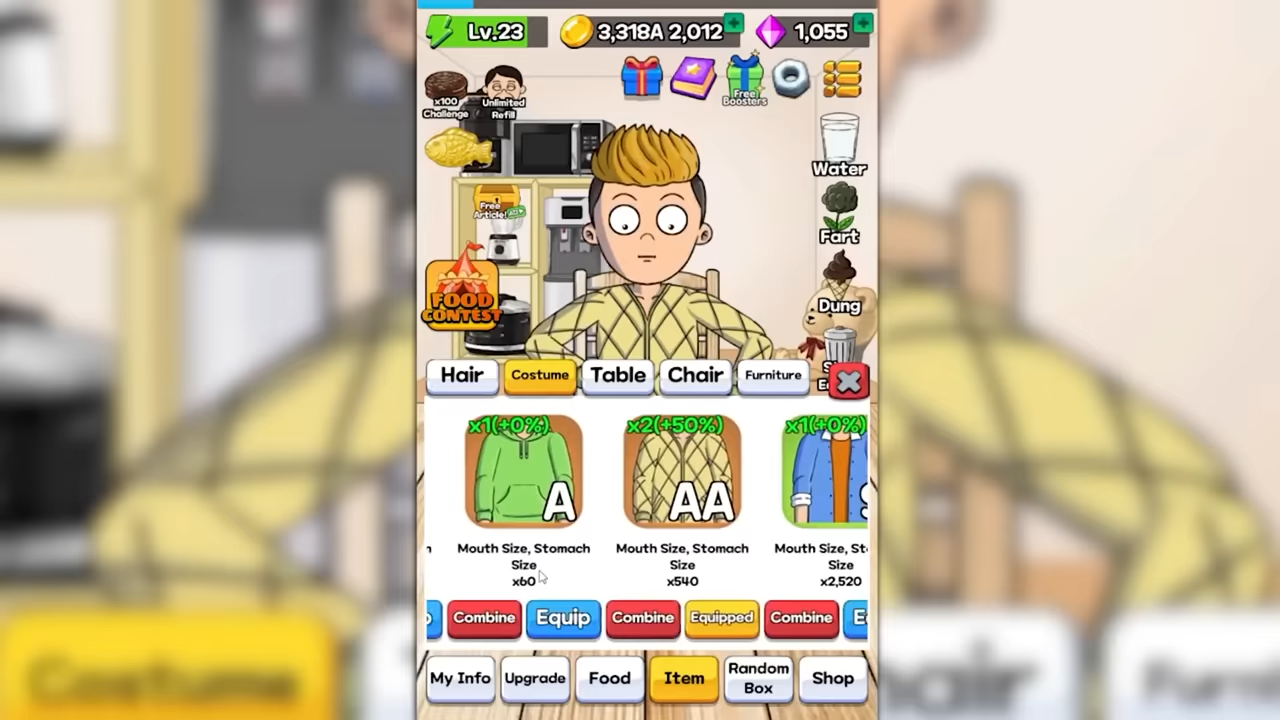 Lv.23
3,318A 2,012
1,055
x100
Challenge
Unlimited
Refill
Free
Boosters
Water
Free
Article!
AD
Fart
FOOD
CONTEST
Dung
Hair
Costume
Table
Chair
Furniture
x1(+0%)
x2(+50%)
x1(+0%)
A
AA
Mouth Size, Stomach
Size
x60
Mouth Size, Stomach
Size
x540
Mouth Size, St
Size
x2,520
Combine
Equip
Combine
Equipped
Combine
My Info
Upgrade
Food
Item
Random
Box
Shop